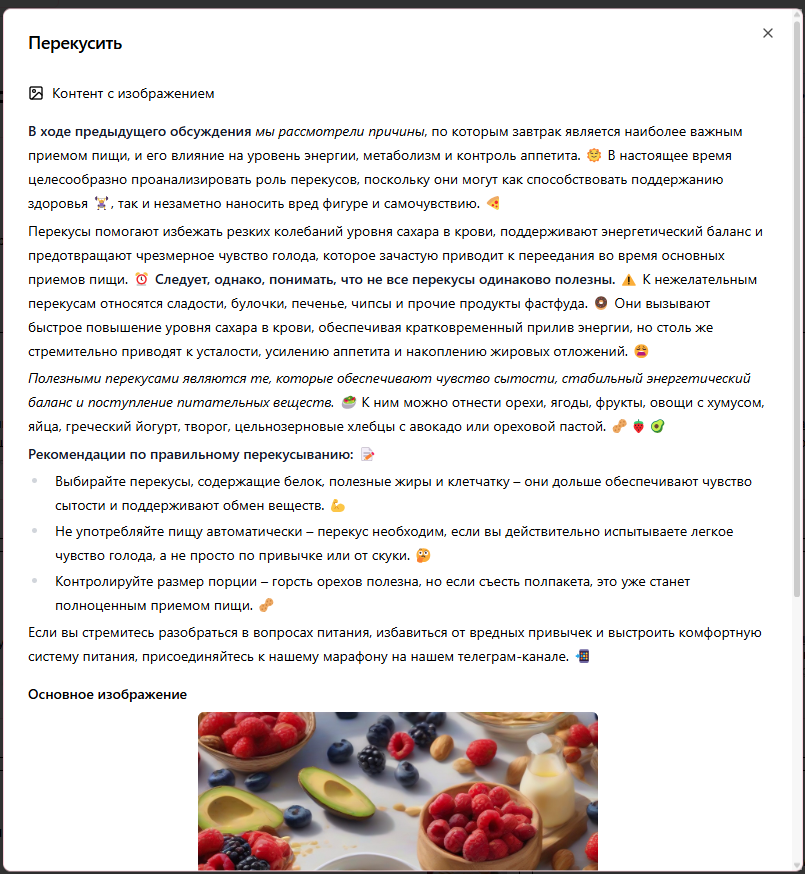 Перекусить
Контент с изображением
В ходе предыдущего обсуждения мы рассмотрели причины, по которым завтрак является наиболее важным
приемом пищи, и его влияние на уровень энергии, метаболизм и контроль аппетита. 🌞 В настоящее время
целесообразно проанализировать роль перекусов, поскольку они могут как способствовать поддержанию
здоровья 🏋️, так и незаметно наносить вред фигуре и самочувствию. 🍕
Перекусы помогают избежать резких колебаний уровня сахара в крови, поддерживают энергетический баланс и
предотвращают чрезмерное чувство голода, которое зачастую приводит к перееданию во время основных
приемов пищи. ⏰ Следует, однако, понимать, что не все перекусы одинаково полезны. ⚠️ К нежелательным
перекусам относятся сладости, булочки, печенье, чипсы и прочие продукты фастфуда. 🍩 Они вызывают
быстрое повышение уровня сахара в крови, обеспечивая кратковременный прилив энергии, но столь же
стремительно приводят к усталости, усилению аппетита и накоплению жировых отложений. 😩
Полезными перекусами являются те, которые обеспечивают чувство сытости, стабильный энергетический
баланс и поступление питательных веществ. 🥗 К ним можно отнести орехи, ягоды, фрукты, овощи с хумусом,
яйца, греческий йогурт, творог, цельнозерновые хлебцы с авокадо или ореховой пастой. 🥜 🍓 🥑
Рекомендации по правильному перекусыванию: 📝
Выбирайте перекусы, содержащие белок, полезные жиры и клетчатку – они дольше обеспечивают чувство
сытости и поддерживают обмен веществ. 💪
Не употребляйте пищу автоматически – перекус необходим, если вы действительно испытываете легкое
чувство голода, а не просто по привычке или от скуки. 🫣
Контролируйте размер порции – горсть орехов полезна, но если съесть полпакета, это уже станет
полноценным приемом пищи. 🥜
Если вы стремитесь разобраться в вопросах питания, избавиться от вредных привычек и выстроить комфортную
систему питания, присоединяйтесь к нашему марафону на нашем телеграм-канале. 📲
Основное изображение